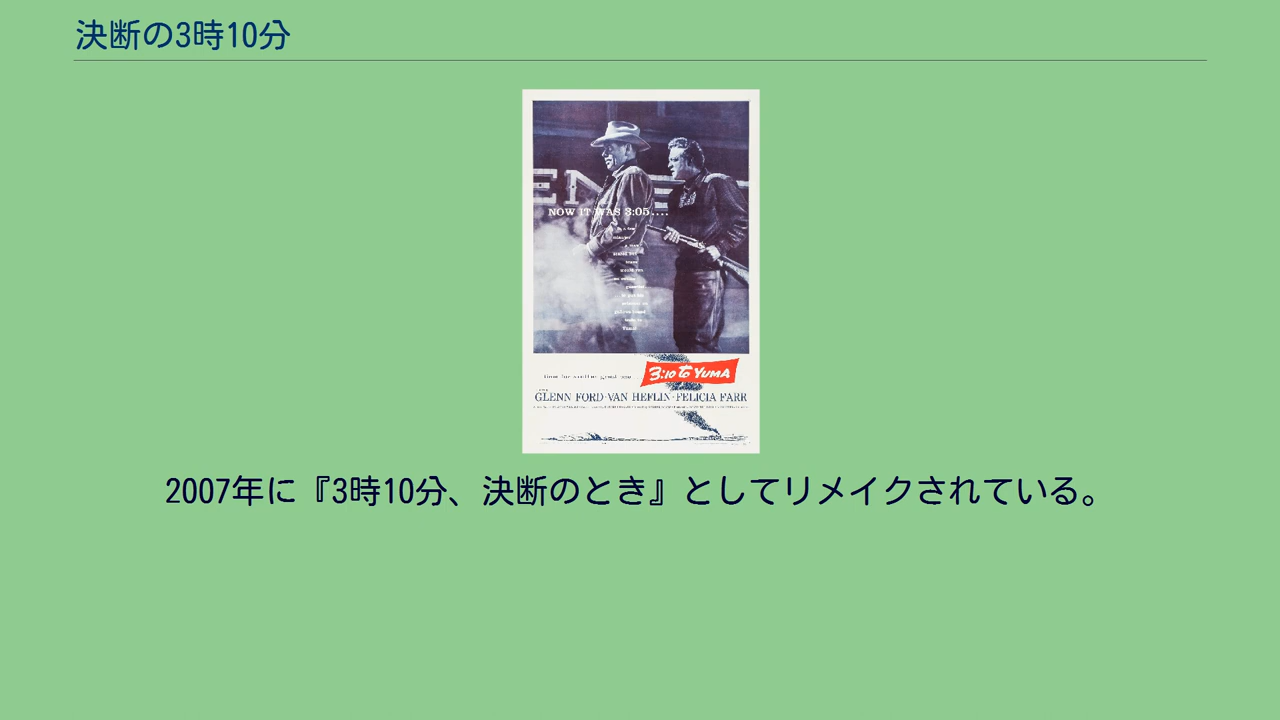 決断の3時10分
NOW IT WAS 3:05....
3:10 to YUMA
GLENN FORD·VAN HEFLIN·FELICIA FARR
2007年に『3時10分、決断のとき』としてリメイクされている。